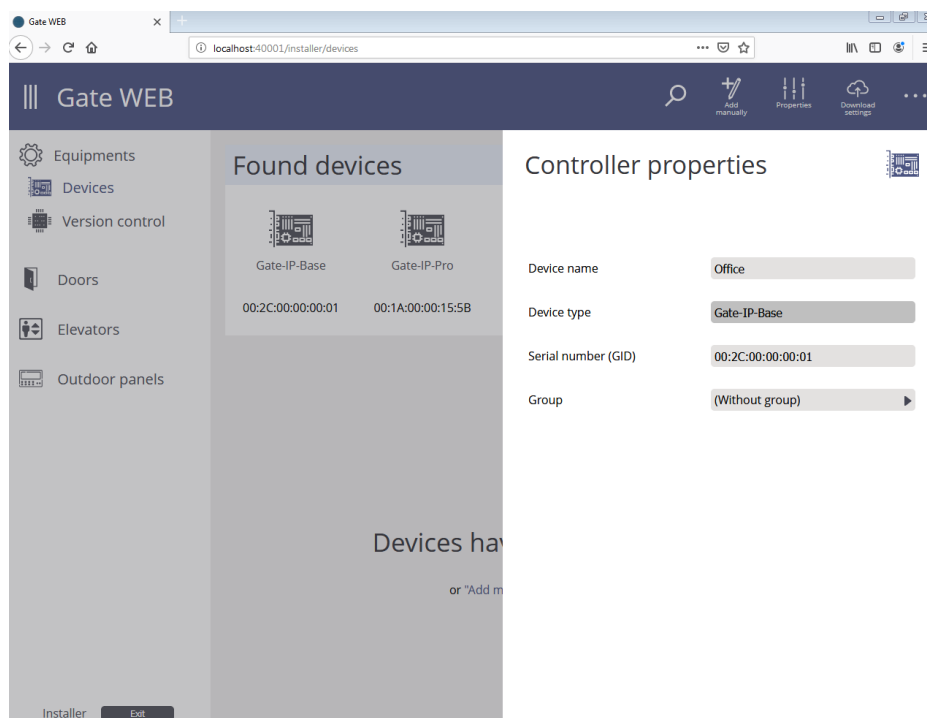 Gate WEB
localhost:40001/installer/devices
Gate WEB
Add
manually
Properties
Download
settings
Equipments
Devices
Version control
Doors
Elevators
Outdoor panels
Installer
Exit
Found devices
Gate-IP-Base
Gate-IP-Pro
00:2C:00:00:00:01
00:1A:00:00:15:5B
Devices hav
or "Add m
Controller properties
Device name
Office
Device type
Gate-IP-Base
Serial number (GID)
00:2C:00:00:00:01
Group
(Without group)